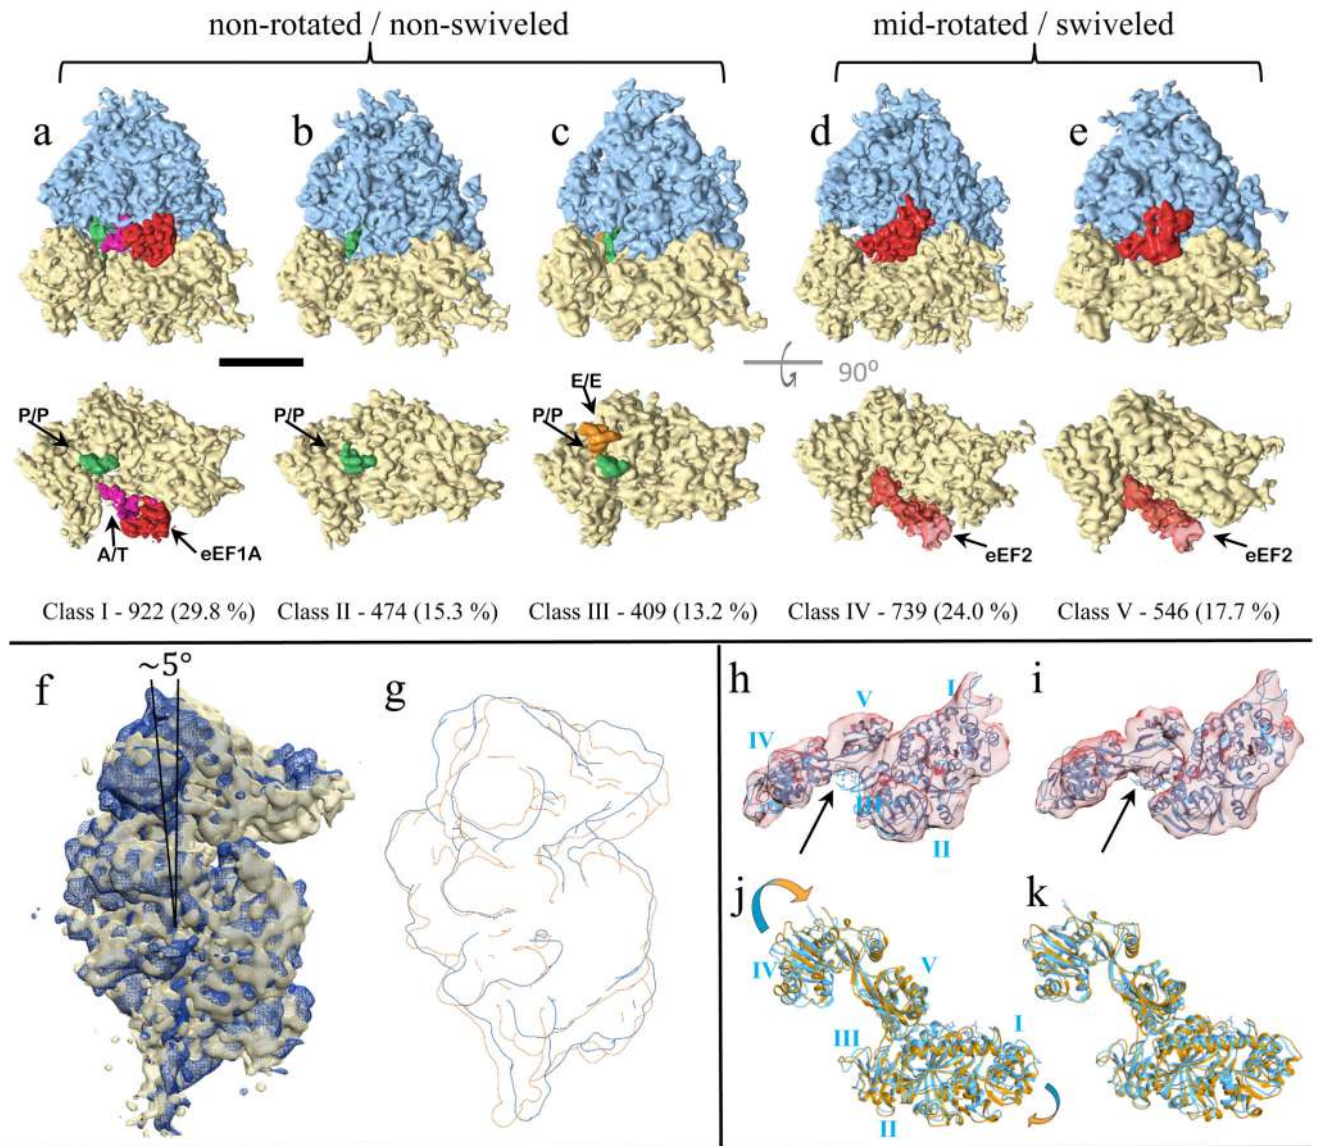 non-rotated / non-swiveled
mid-rotated / swiveled
a
b
c
d
e
90º
P/P
A/T
eEF1A
P/P
E/E
P/P
eEF2
eEF2
Class I - 922 (29.8 %)
Class II - 474 (15.3 %)
Class III - 409 (13.2 %)
Class IV - 739 (24.0 %)
Class V - 546 (17.7 %)
f
~5°
g
h
IV
V
I
III
II
i
j
IV
V
III
I
II
k